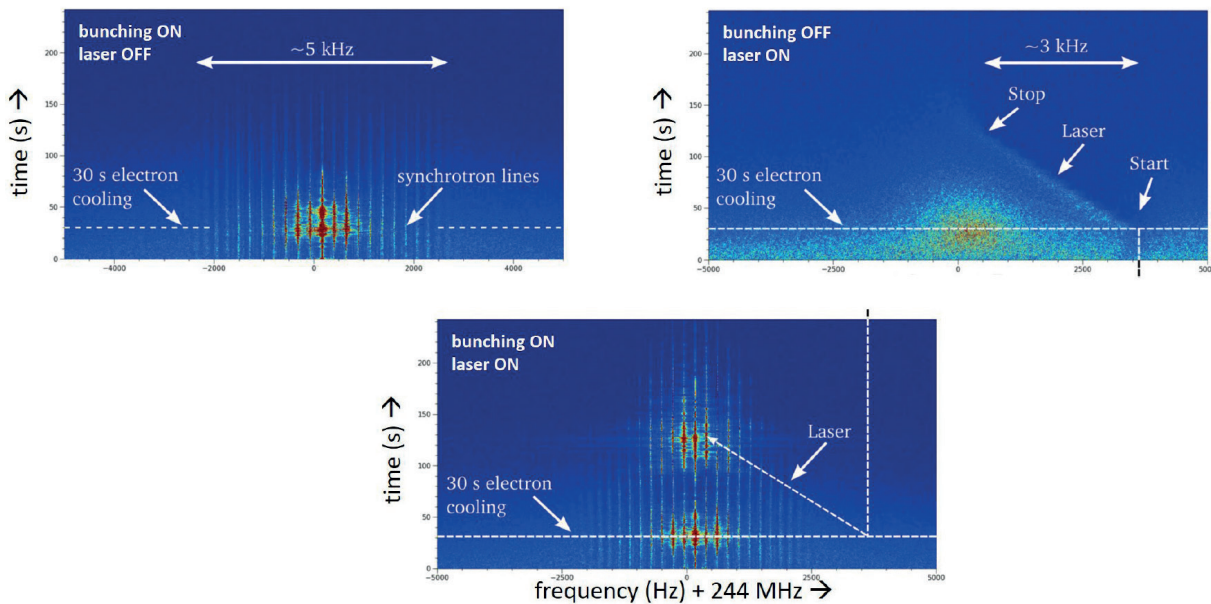 bunching ON
laser OFF
~5 kHz
30 s electron
cooling
synchrotron lines
time (s) →
200
150
100
50
0
-4000
-2000
0
2000
4000
bunching OFF
laser ON
~3 kHz
Stop
Laser
Start
30 s electron
cooling
time (s) →
200
150
100
50
0
-5000
-2500
0
2500
500
bunching ON
laser ON
Laser
30 s electron
cooling
time (s) →
200
150
100
50
0
-5000
-2500
0
2500
5000
frequency (Hz) + 244 MHz →